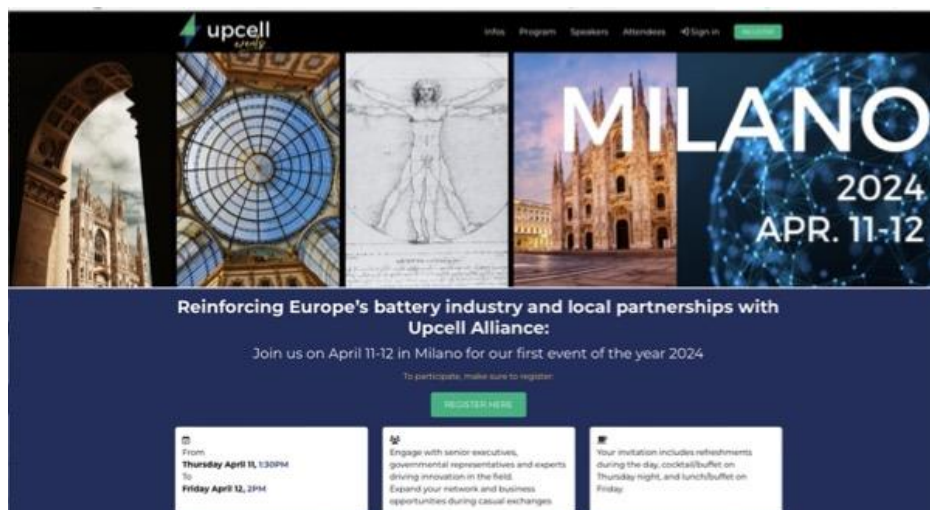 upcell
events
Infos Program Speakers Attendees Sign in REGISTER
MILANO
2024
APR. 11-12
Reinforcing Europe's battery industry and local partnerships with
Upcell Alliance:
Join us on April 11-12 in Milano for our first event of the year 2024
To participate, make sure to register:
REGISTER HERE
From
Thursday April 11, 1:30PM
To
Friday April 12, 2PM
Engage with senior executives,
governmental representatives and experts
driving innovation in the field.
Expand your network and business
opportunities during casual exchanges
Your invitation includes refreshments
during the day, cocktail/buffet on
Thursday night, and lunch/buffet on
Friday